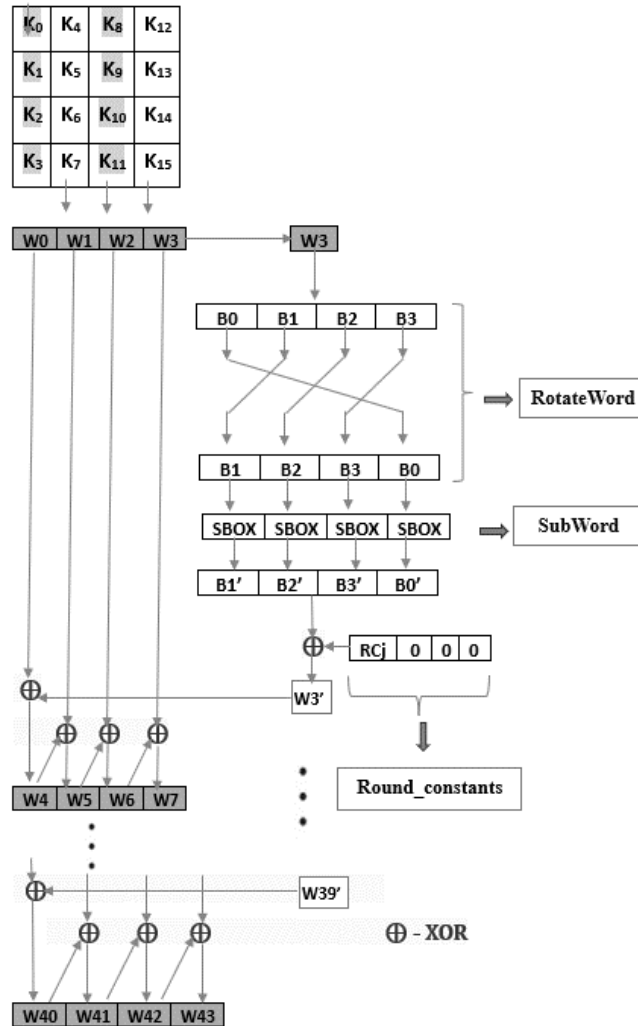 K₀ K₄ K₈ K₁₂
K₁ K₅ K₉ K₁₃
K₂ K₆ K₁₀ K₁₄
K₃ K₇ K₁₁ K₁₅
W0 W1 W2 W3 W3
B0 B1 B2 B3
RotateWord
B1 B2 B3 B0
SBOX SBOX SBOX SBOX SubWord
B1’ B2’ B3’ B0’
⊕ RCj 0 0 0
⊕ W3’
⊕ ⊕ ⊕
W4 W5 W6 W7 Round_constants
⊕ W39’
⊕ ⊕ ⊕ ⊕ - XOR
W40 W41 W42 W43